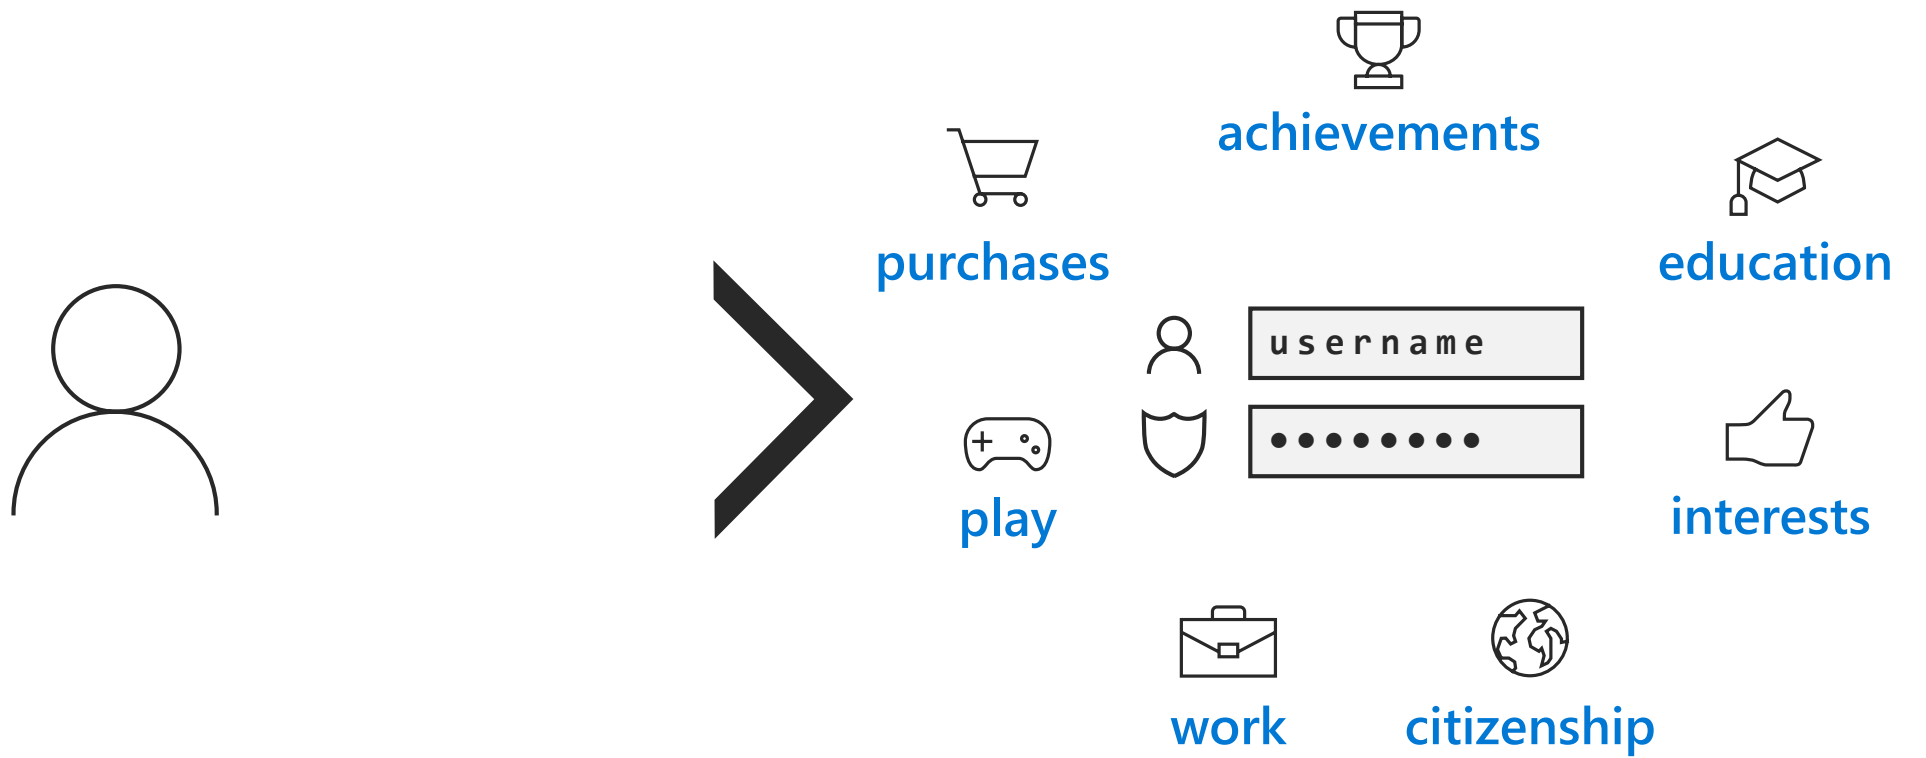 achievements
purchases
education
username
play
interests
work
citizenship